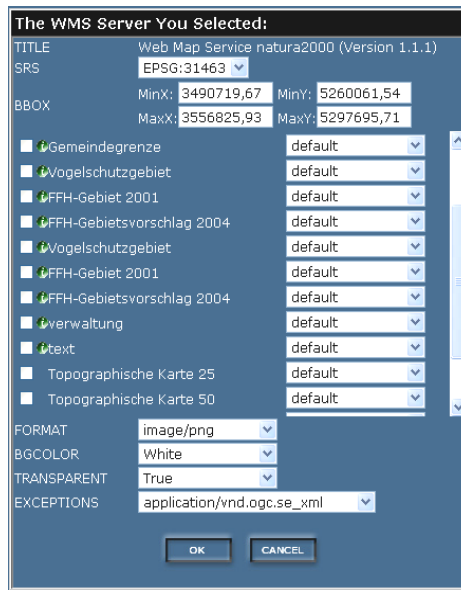 The WMS Server You Selected:
TITLE Web Map Service natura2000 (Version 1.1.1)
SRS EPSG:31463
BBOX MinX: 3490719,67 MinY: 5260061,54
MaxX: 3556825,93 MaxY: 5297695,71
Gemeindegrenze default
Vogelschutzgebiet default
FFH-Gebiet 2001 default
FFH-Gebietsvorschlag 2004 default
Vogelschutzgebiet default
FFH-Gebiet 2001 default
FFH-Gebietsvorschlag 2004 default
verwaltung default
text default
Topographische Karte 25 default
Topographische Karte 50 default
FORMAT image/png
BGCOLOR White
TRANSPARENT True
EXCEPTIONS application/vnd.ogc.se_xml
OK CANCEL